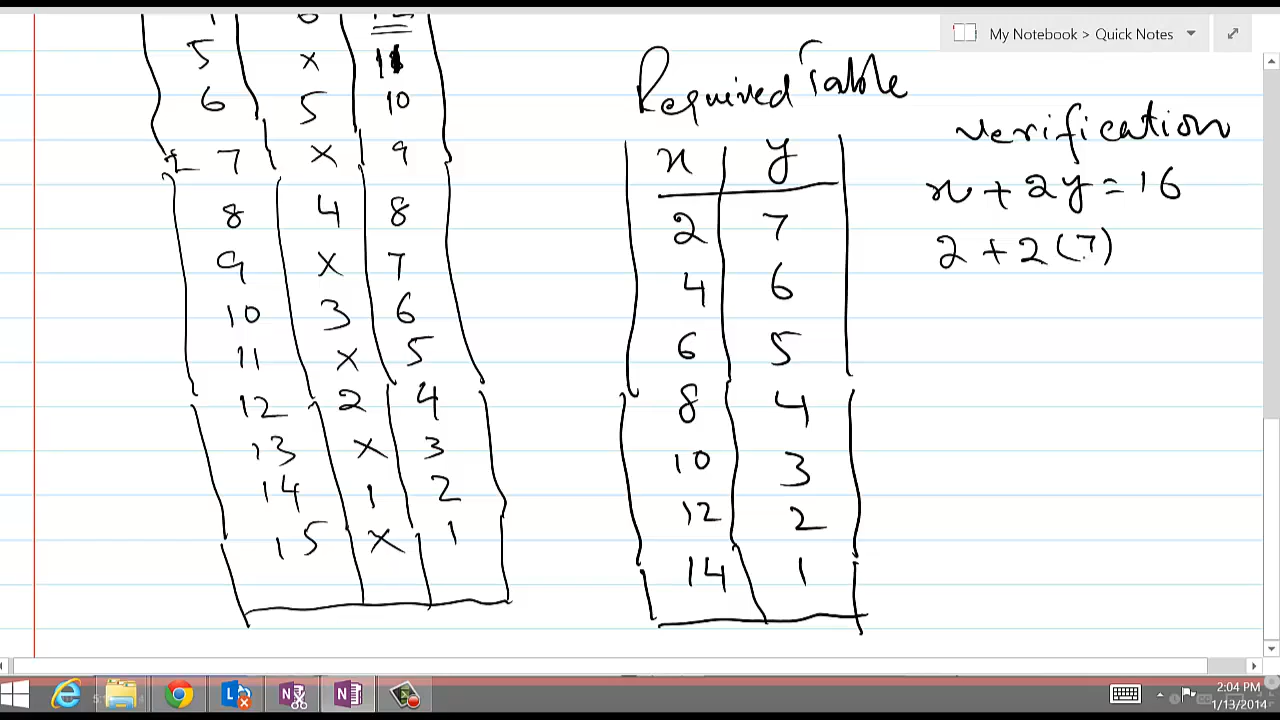 My Notebook > Quick Notes
5 x 11
6 5 10
7 x 9
8 4 8
9 x 7
10 3 6
11 x 5
12 2 4
13 x 3
14 1 2
15 x 1
Required Table
x y
2 7
4 6
6 5
8 4
10 3
12 2
14 1
verification
x + 2y = 16
2 + 2(7)
2:04 PM
1/13/2014